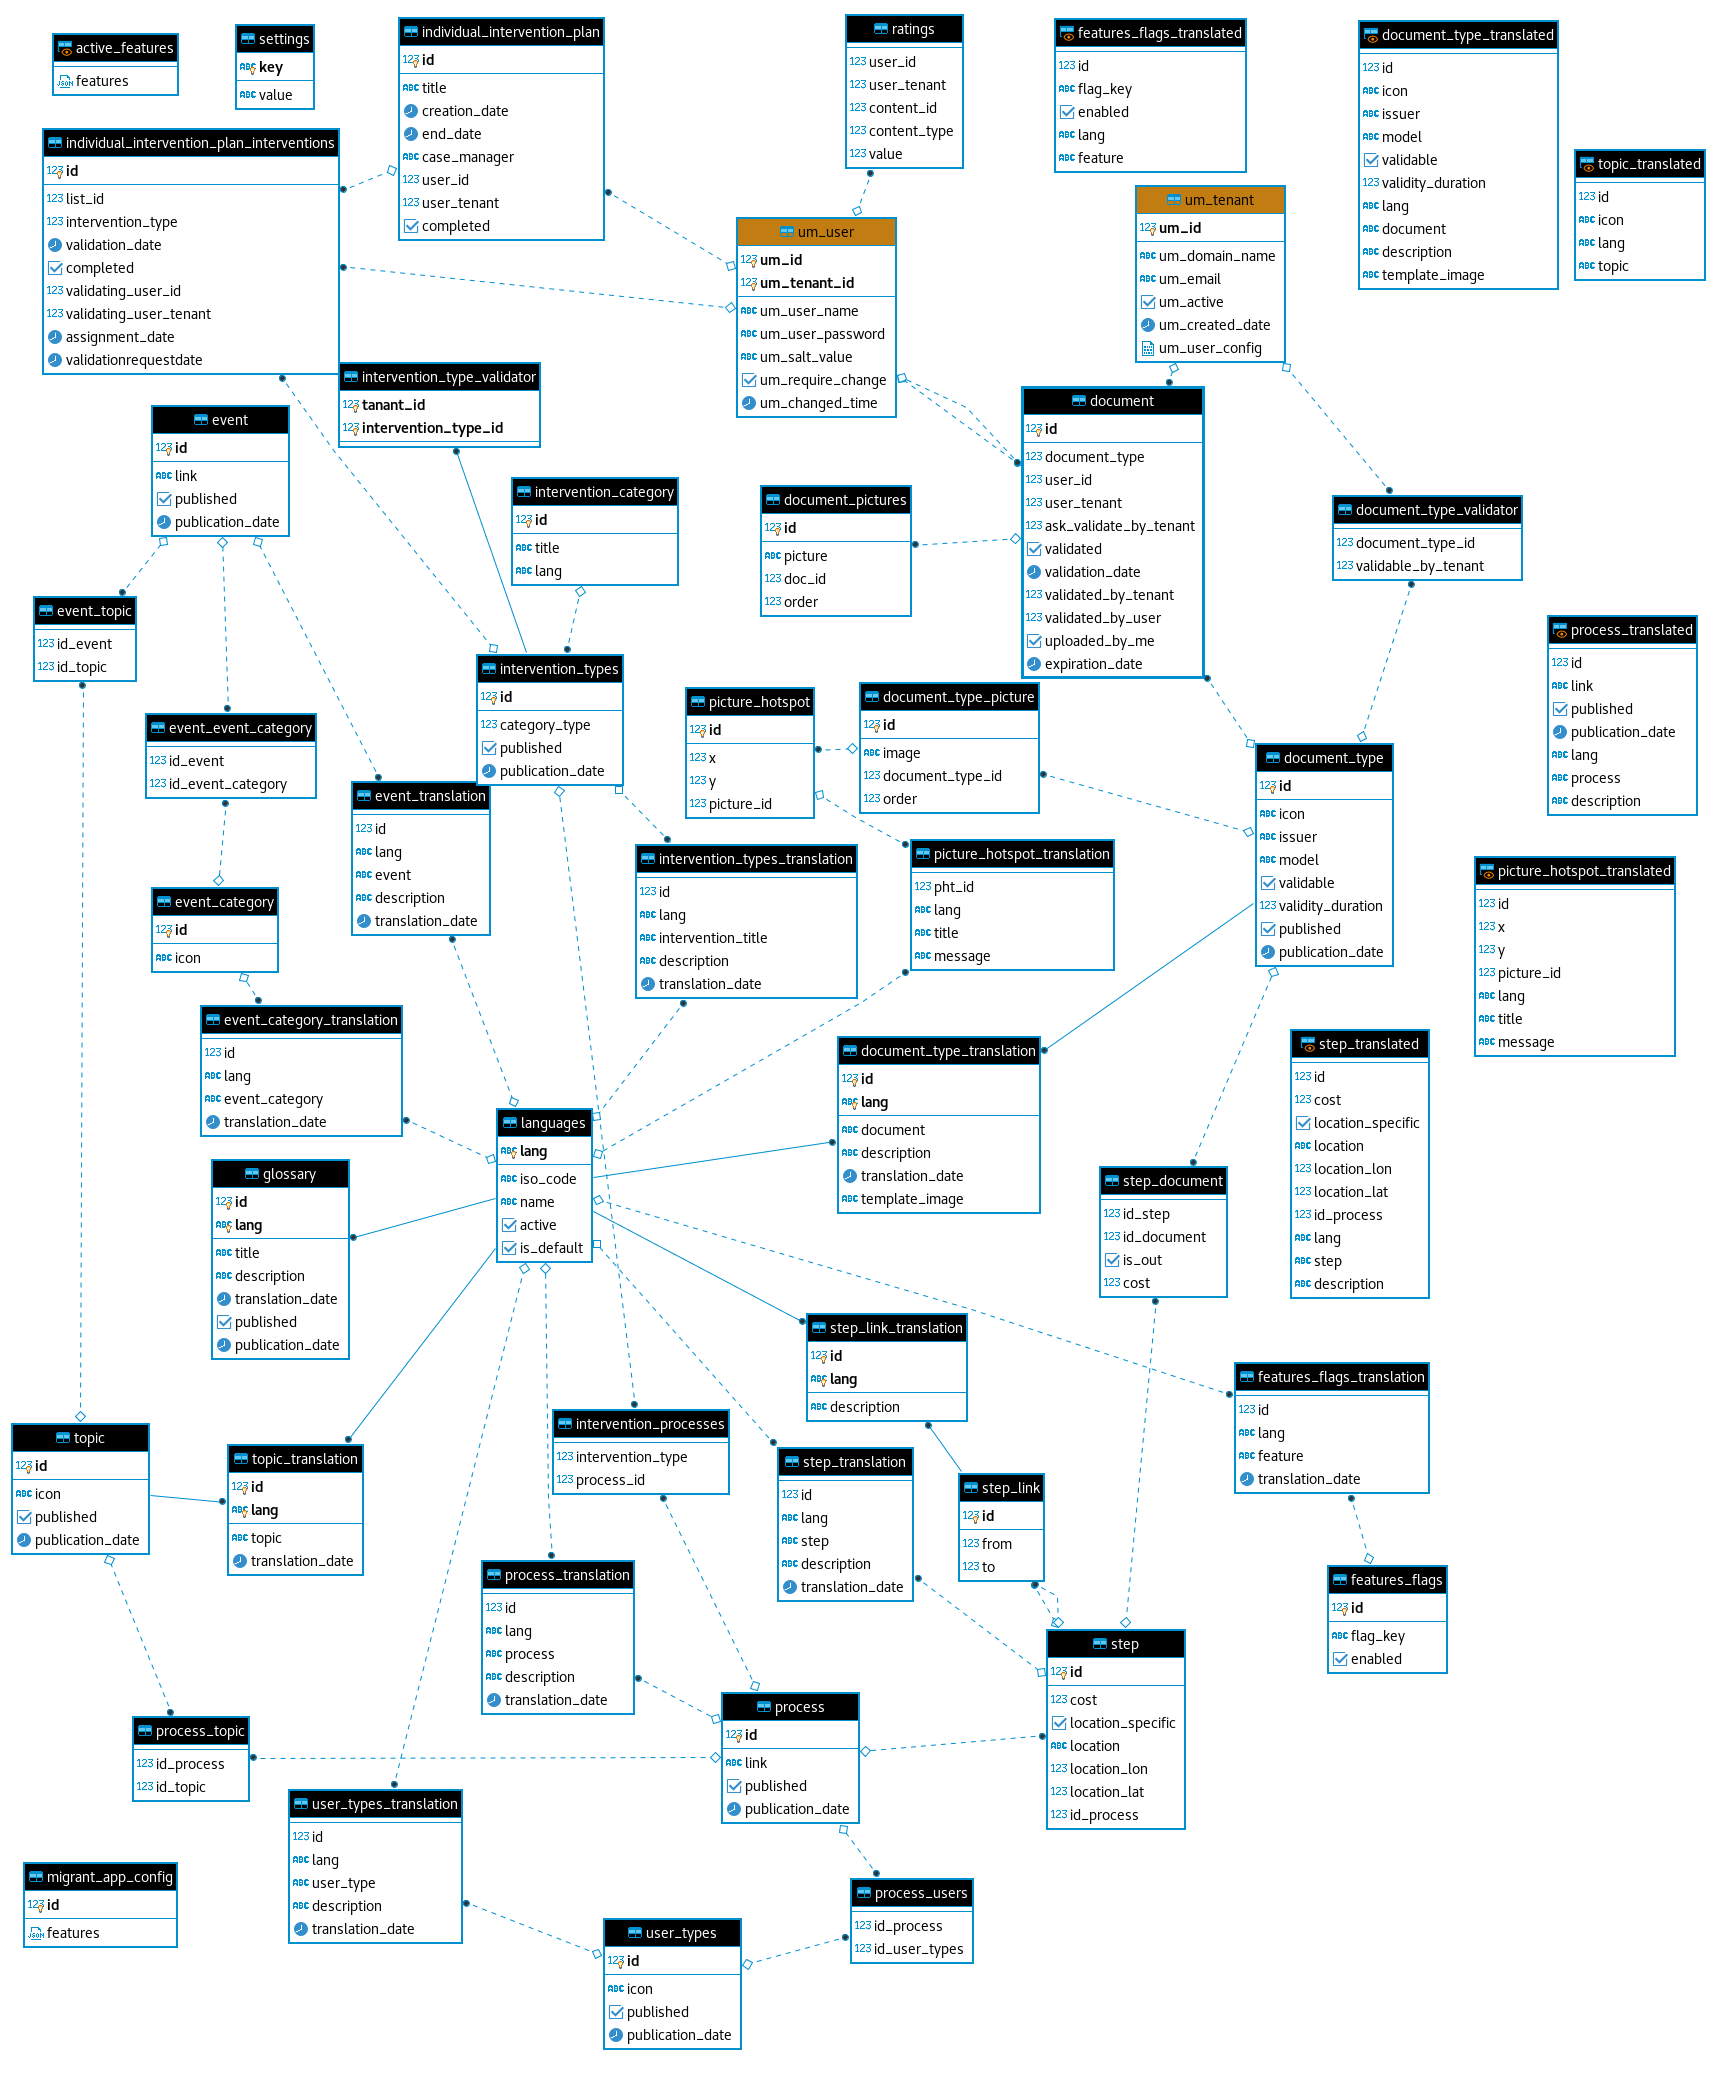 active_features
features
settings
key
value
individual_intervention_plan
id
title
creation_date
end_date
case_manager
user_id
user_tenant
completed
ratings
user_id
user_tenant
content_id
content_type
value
features_flags_translated
id
flag_key
enabled
lang
feature
document_type_translated
id
icon
issuer
model
validable
validity_duration
lang
document
description
template_image
topic_translated
id
icon
lang
topic
individual_intervention_plan_interventions
id
list_id
intervention_type
validation_date
completed
validating_user_id
validating_user_tenant
assignment_date
validationrequestdate
um_user
um_id
um_tenant_id
um_user_name
um_user_password
um_salt_value
um_require_change
um_changed_time
um_tenant
um_id
um_domain_name
um_email
um_active
um_created_date
um_user_config
intervention_type_validator
tanant_id
intervention_type_id
event
id
link
published
publication_date
intervention_category
id
title
lang
document_pictures
id
picture
doc_id
order
document
id
document_type
user_id
user_tenant
ask_validate_by_tenant
validated
validation_date
validated_by_tenant
validated_by_user
uploaded_by_me
expiration_date
document_type_validator
document_type_id
validable_by_tenant
event_topic
id_event
id_topic
process_translated
id
link
published
publication_date
lang
process
description
intervention_types
id
category_type
published
publication_date
picture_hotspot
id
x
y
picture_id
document_type_picture
id
image
document_type_id
order
event_event_category
id_event
id_event_category
document_type
id
icon
issuer
model
validable
validity_duration
published
publication_date
event_translation
id
lang
event
description
translation_date
intervention_types_translation
id
lang
intervention_title
description
translation_date
picture_hotspot_translation
pht_id
lang
title
message
picture_hotspot_translated
id
x
y
picture_id
lang
title
message
event_category
id
icon
event_category_translation
id
lang
event_category
translation_date
document_type_translation
id
lang
document
description
translation_date
template_image
step_translated
id
cost
location_specific
location
location_lon
location_lat
id_process
lang
step
description
languages
lang
iso_code
name
active
is_default
glossary
id
lang
title
description
translation_date
published
publication_date
step_document
id_step
id_document
is_out
cost
step_link_translation
id
lang
description
features_flags_translation
id
lang
feature
translation_date
topic
id
icon
published
publication_date
topic_translation
id
lang
topic
translation_date
intervention_processes
intervention_type
process_id
step_translation
id
lang
step
description
translation_date
step_link
id
from
to
process_translation
id
lang
process
description
translation_date
features_flags
id
flag_key
enabled
step
id
cost
location_specific
location
location_lon
location_lat
id_process
process
id
link
published
publication_date
process_topic
id_process
id_topic
user_types_translation
id
lang
user_type
description
translation_date
migrant_app_config
id
features
process_users
id_process
id_user_types
user_types
id
icon
published
publication_date